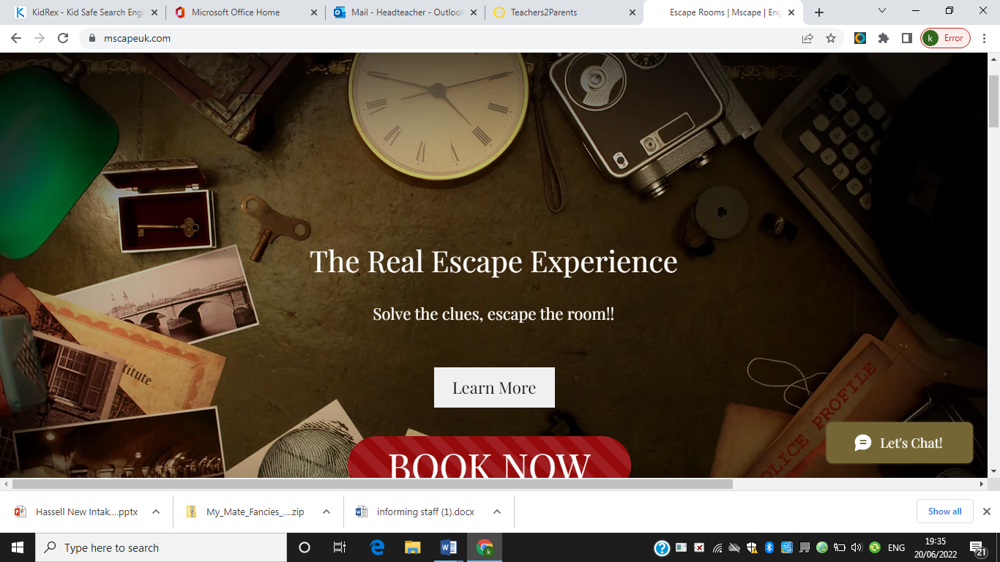 KidRex - Kid Safe Search Engi
Microsoft Office Home
Mail - Headteacher - Outlook
Teachers2Parents
Escape Rooms | Mscape | Eng
mscapeuk.com
k
Error
The Real Escape Experience
Solve the clues, escape the room!!
Learn More
titute
POLICE PROFILE
Let's Chat!
BOOK NOW
Hassell New Intak....pptx
My_Mate_Fancies_....zip
informing staff (1).docx
Show all
Type here to search
ENG
19:35
20/06/2022
21